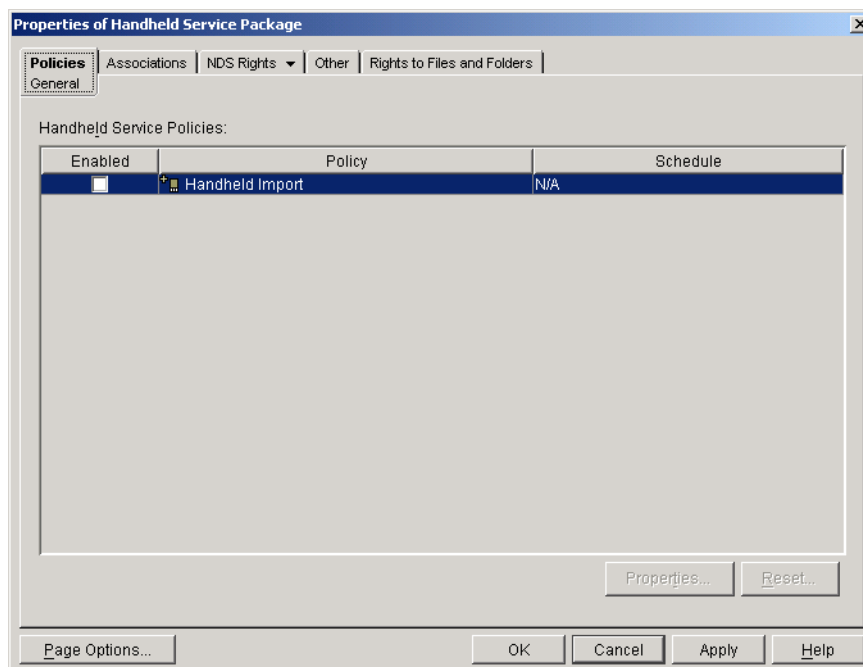 Properties of Handheld Service Package
Policies Associations NDS Rights Other Rights to Files and Folders
General
Handheld Service Policies:
Enabled Policy Schedule
Handheld Import N/A
Properties... Reset...
Page Options... OK Cancel Apply Help